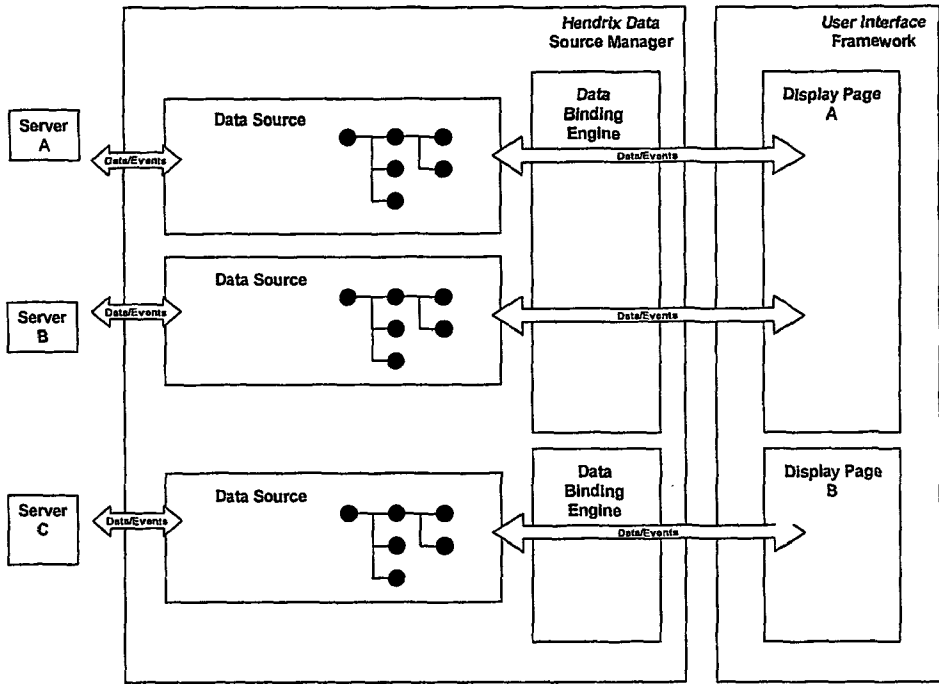 Hendrix Data
Source Manager
User Interface
Framework
Server
A
Data/Events
Data Source
Data
Binding
Engine
Data/Events
Display Page
A
Server
B
Data/Events
Data Source
Data/Events
Server
C
Data/Events
Data Source
Data
Binding
Engine
Data/Events
Display Page
B